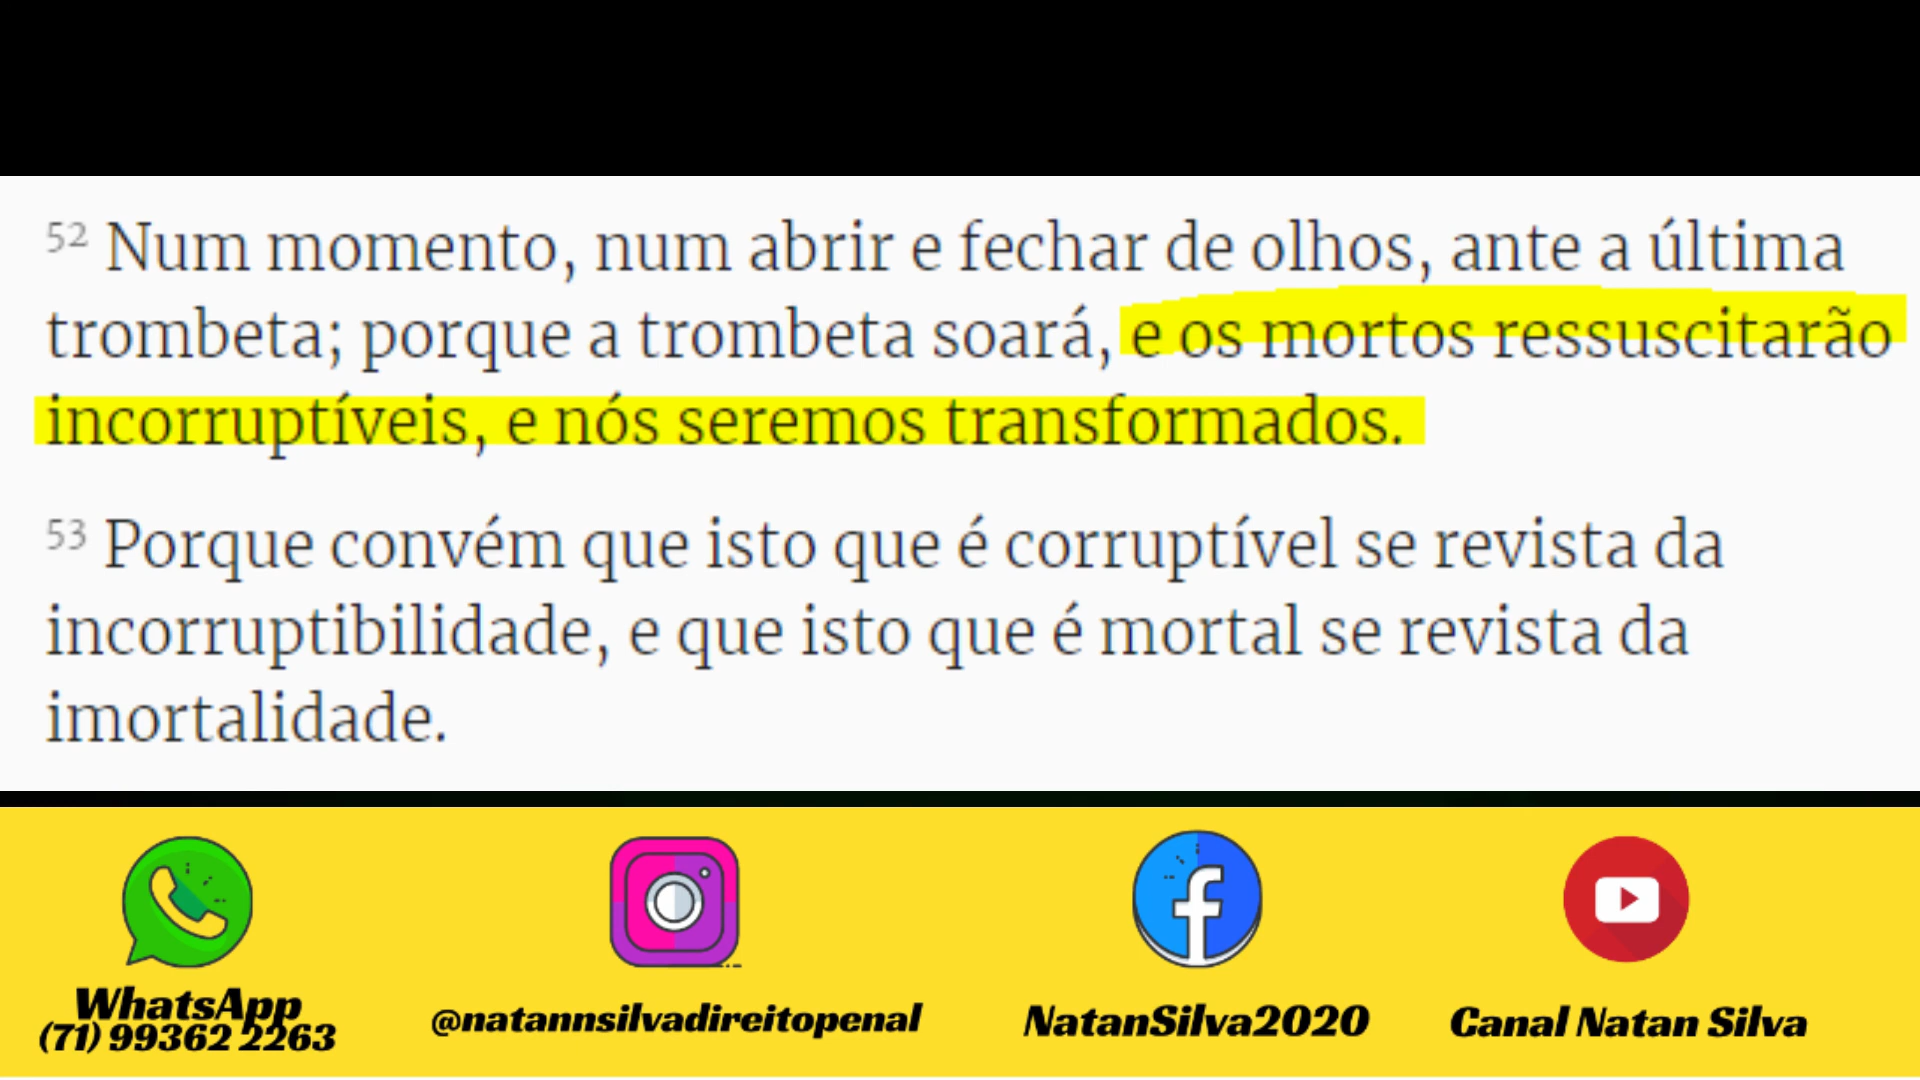 52 Num momento, num abrir e fechar de olhos, ante a última
trombeta; porque a trombeta soará, e os mortos ressuscitarão
incorruptíveis, e nós seremos transformados.
53 Porque convém que isto que é corruptível se revista da
incorruptibilidade, e que isto que é mortal se revista da
imortalidade.
WhatsApp
(71) 99362 2263
@natannsilvadireitopenal
NatanSilva2020
Canal Natan Silva